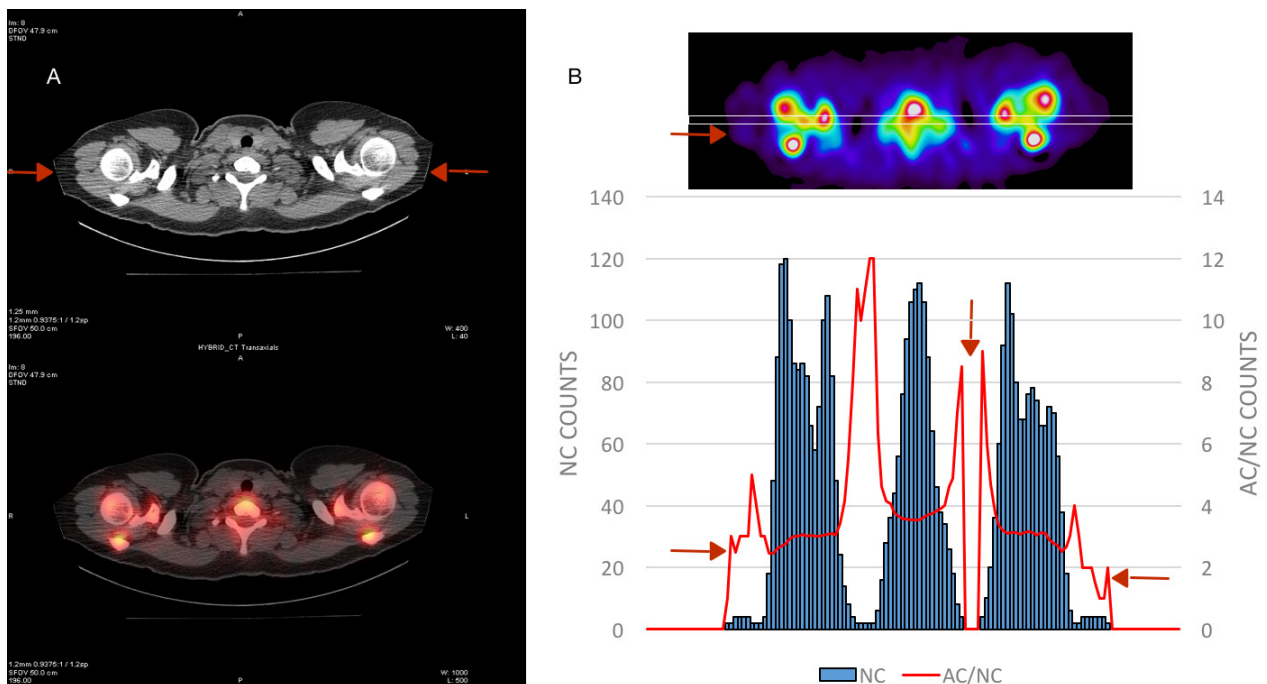 A
Im: 8
DFOV 47.9 cm
STND
A
R
L
1.25 mm
1.2mm 0.9375:1 / 1.2sp
SFOV 50.0 cm
196.00
P
W: 400
L: 40
HYBRID_CT Transaxials
A
Im: 8
DFOV 47.9 cm
STND
R
L
1.2mm 0.9375:1 / 1.2sp
SFOV 50.0 cm
196.00
P
W: 1000
L: 500
B
NC COUNTS
140
120
100
80
60
40
20
0
14
12
10
8
6
4
2
0
AC/NC COUNTS
NC AC/NC